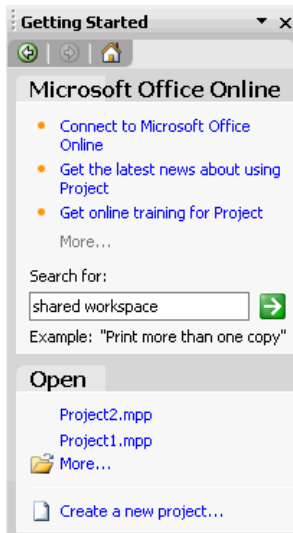 Getting Started
Microsoft Office Online
Connect to Microsoft Office
Online
Get the latest news about using
Project
Get online training for Project
More...
Search for:
shared workspace
Example: "Print more than one copy"
Open
Project2.mpp
Project1.mpp
More...
Create a new project...